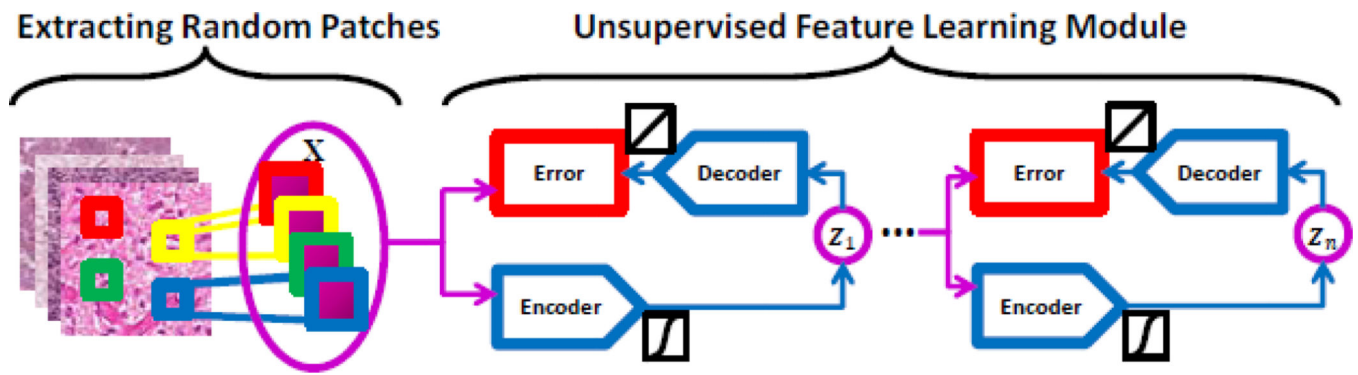 Extracting Random Patches
Unsupervised Feature Learning Module
X
Error
Decoder
Error
Decoder
z1
...
zn
Encoder
Encoder